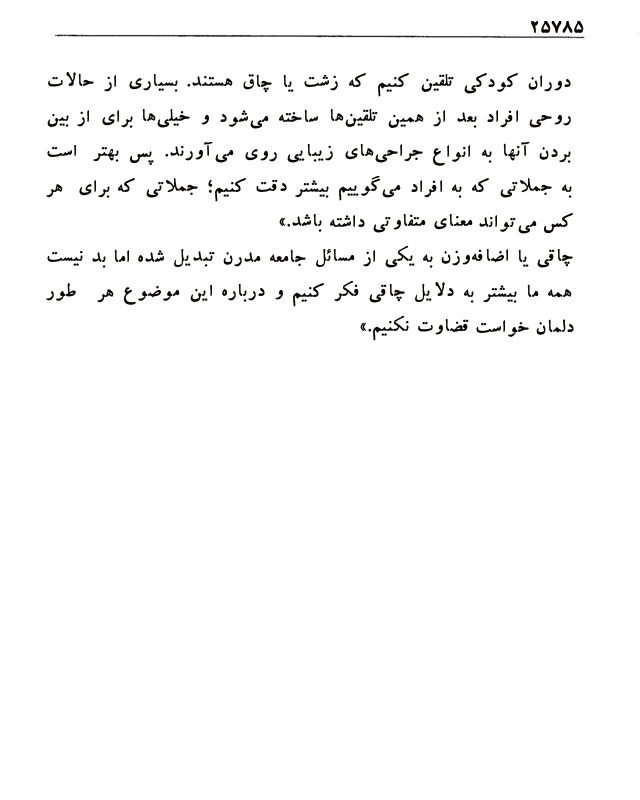 ۲۵۷۸۵
دوران کودکی تلقین کنیم که زشت یا چاق هستند. بسیاری از حالات
روحی افراد بعد از همین تلقین‌ها ساخته می‌شود و خیلی‌ها برای از بین
بردن آنها به انواع جراحی‌های زیبایی روی می‌آورند. پس بهتر است
به جملاتی که به افراد می‌گوییم بیشتر دقت کنیم؛ جملاتی که برای هر
کس می‌تواند معنای متفاوتی داشته باشد.»
چاقی یا اضافه‌وزن به یکی از مسائل جامعه مدرن تبدیل شده اما بد نیست
همه ما بیشتر به دلایل چاقی فکر کنیم و درباره این موضوع هر طور
دلمان خواست قضاوت نکنیم.»